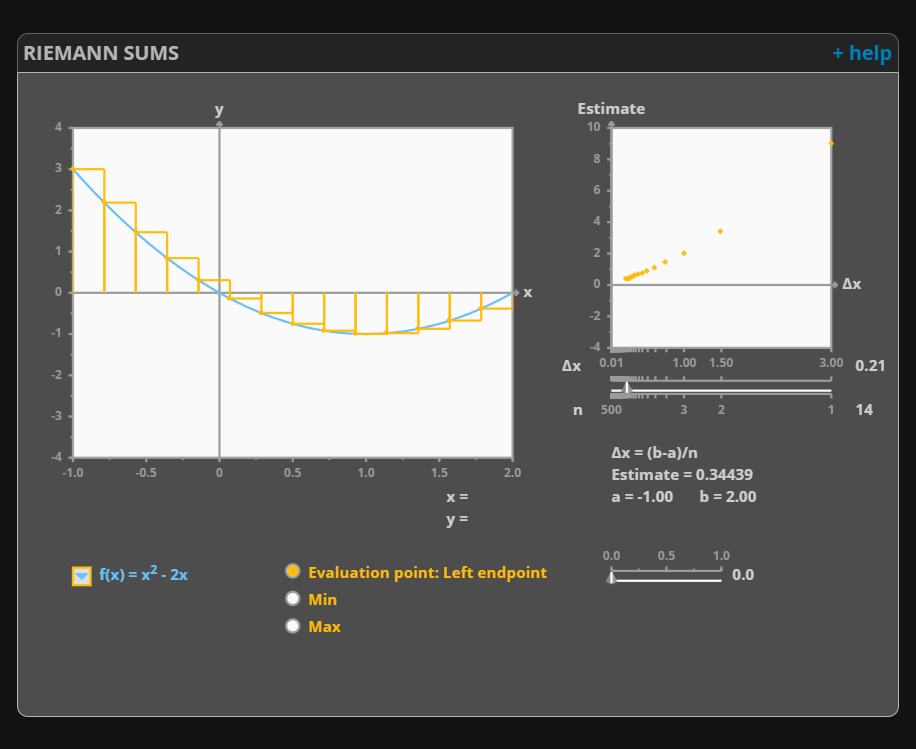 RIEMANN SUMS
+ help
y
4
3
2
1
0
-1
-2
-3
-4
x
-1.0 -0.5 0 0.5 1.0 1.5 2.0
x =
y =
Estimate
10
8
6
4
2
0
-2
-4
Δx
0.01 1.00 1.50 3.00
Δx 0.21
n 500 3 2 1 14
Δx = (b-a)/n
Estimate = 0.34439
a = -1.00 b = 2.00
f(x) = x² - 2x
Evaluation point: Left endpoint
Min
Max
0.0 0.5 1.0
0.0